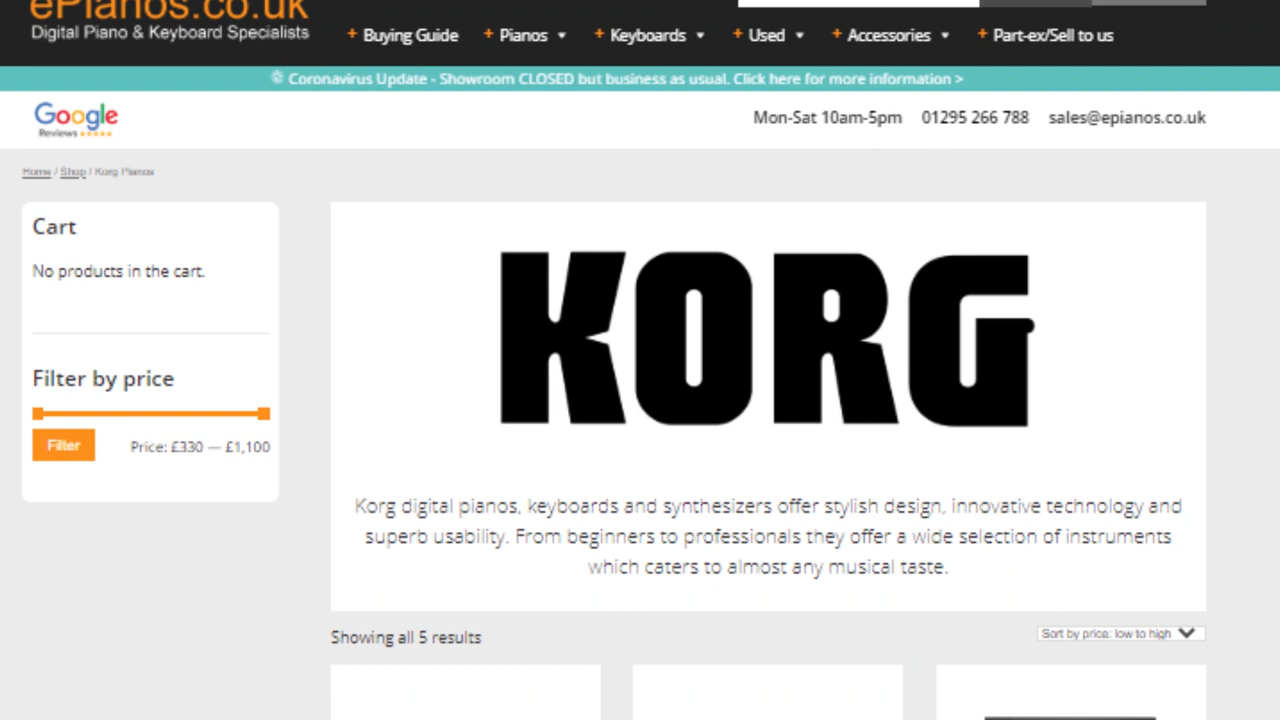 ePianos.co.uk
Digital Piano & Keyboard Specialists
+ Buying Guide + Pianos + Keyboards + Used + Accessories + Part-ex/Sell to us
Coronavirus Update - Showroom CLOSED but business as usual. Click here for more information >
Google
Reviews
Mon-Sat 10am-5pm 01295 266 788 sales@epianos.co.uk
Home / Shop / Korg Pianos
Cart
No products in the cart.
Filter by price
Filter
Price: £330 — £1,100
KORG
Korg digital pianos, keyboards and synthesizers offer stylish design, innovative technology and
superb usability. From beginners to professionals they offer a wide selection of instruments
which caters to almost any musical taste.
Showing all 5 results
Sort by price: low to high